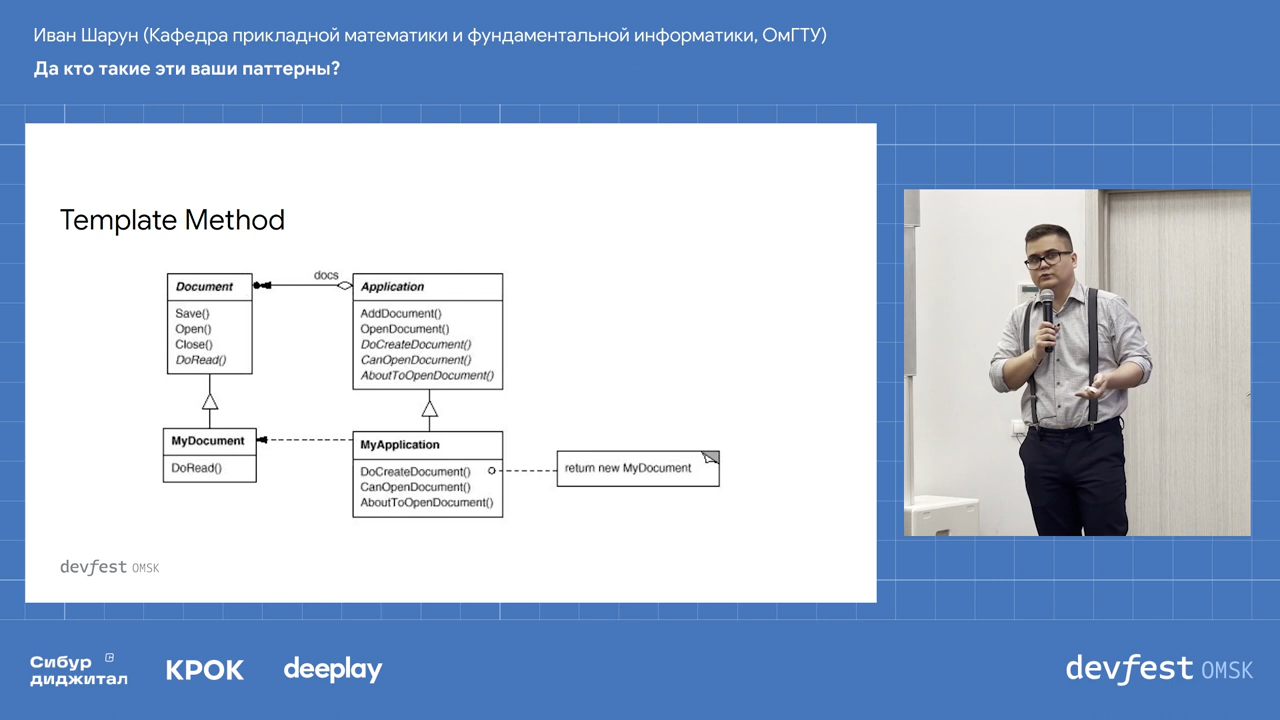 Иван Шарун (Кафедра прикладной математики и фундаментальной информатики, ОмГТУ)
Да кто такие эти ваши паттерны?
Template Method
docs
Document
Save()
Open()
Close()
DoRead()
Application
AddDocument()
OpenDocument()
DoCreateDocument()
CanOpenDocument()
AboutToOpenDocument()
MyDocument
DoRead()
MyApplication
DoCreateDocument()
CanOpenDocument()
AboutToOpenDocument()
return new MyDocument
devfest OMSK
Сибур
диджитал
КРОК
deeplay
devfest OMSK